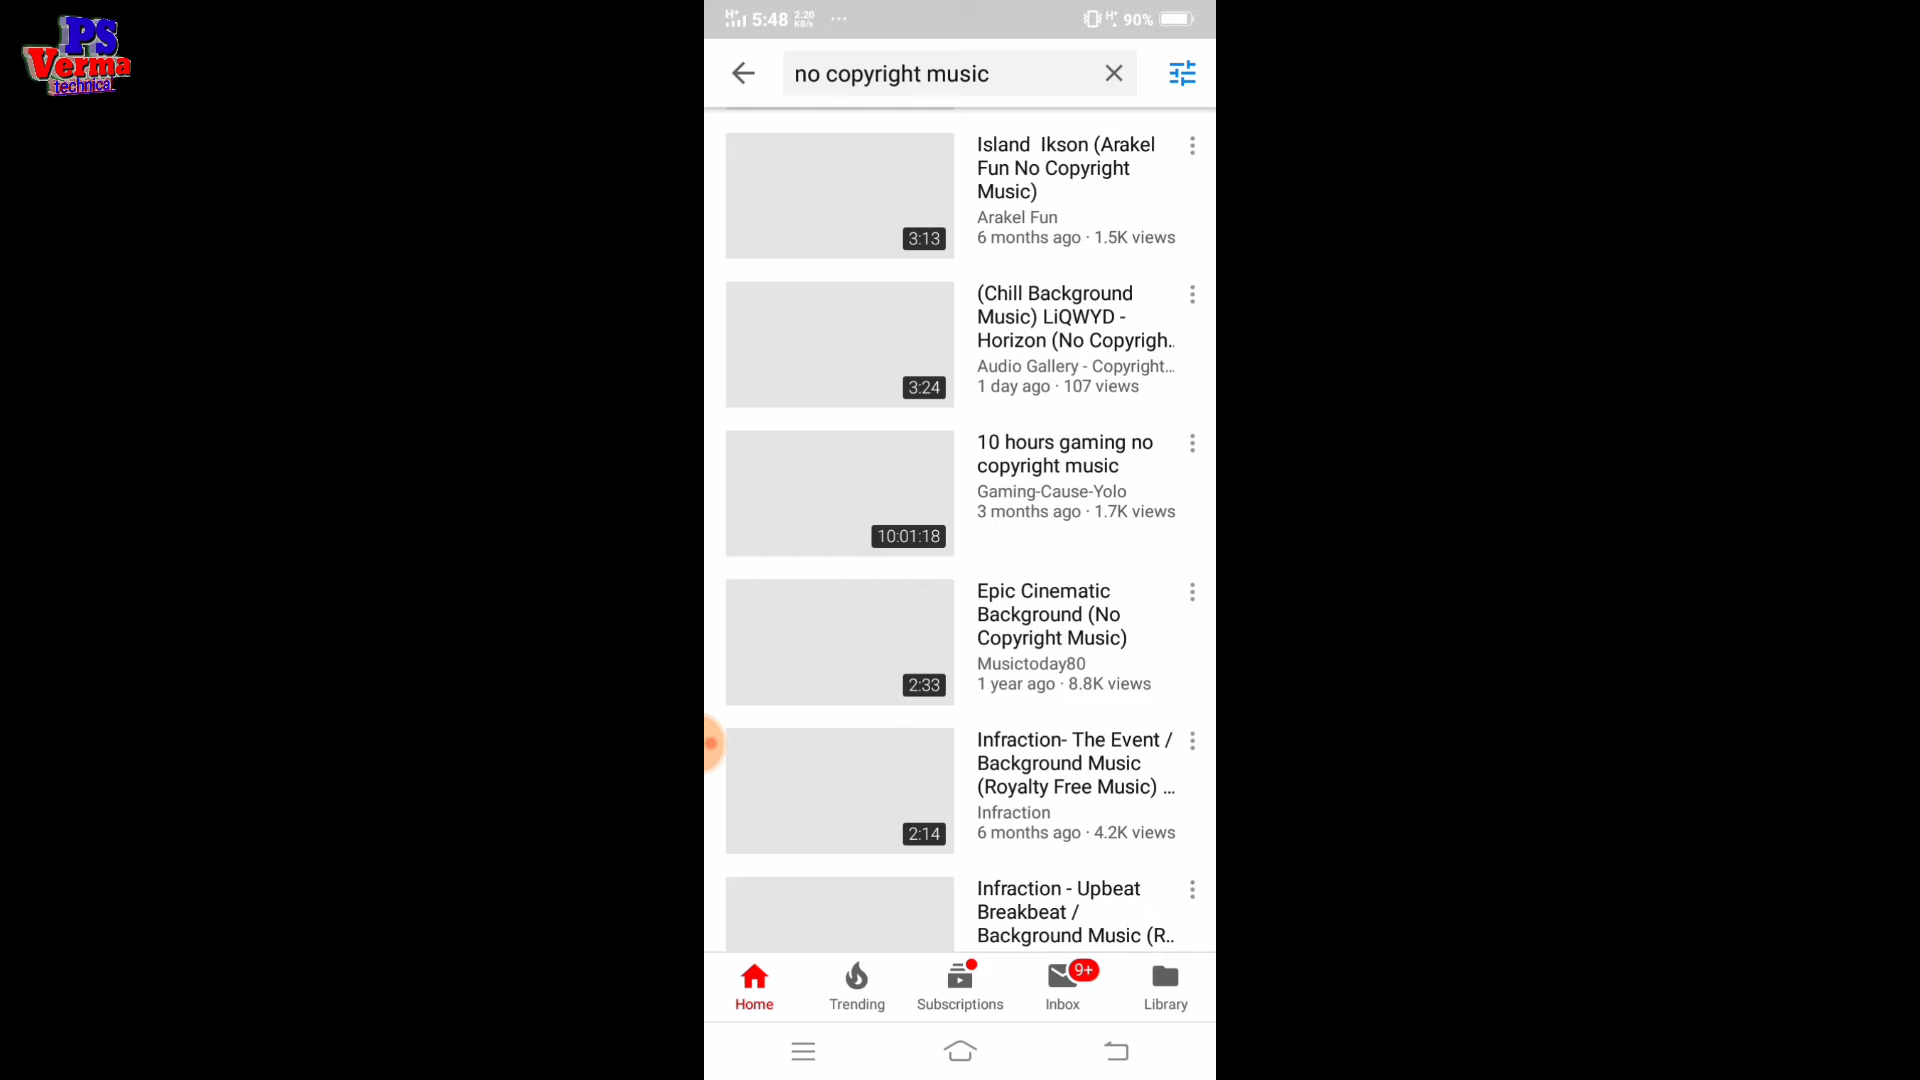 PS
Verma
technical
H+ 5:48 2.20 KB/s ... H+ 90%
no copyright music
Island Ikson (Arakel
Fun No Copyright
Music)
Arakel Fun
6 months ago · 1.5K views
3:13
(Chill Background
Music) LiQWYD -
Horizon (No Copyrigh..
Audio Gallery - Copyright...
1 day ago · 107 views
3:24
10 hours gaming no
copyright music
Gaming-Cause-Yolo
3 months ago · 1.7K views
10:01:18
Epic Cinematic
Background (No
Copyright Music)
Musictoday80
1 year ago · 8.8K views
2:33
Infraction- The Event /
Background Music
(Royalty Free Music) ...
Infraction
6 months ago · 4.2K views
2:14
Infraction - Upbeat
Breakbeat /
Background Music (R..
9+
Home
Trending
Subscriptions
Inbox
Library